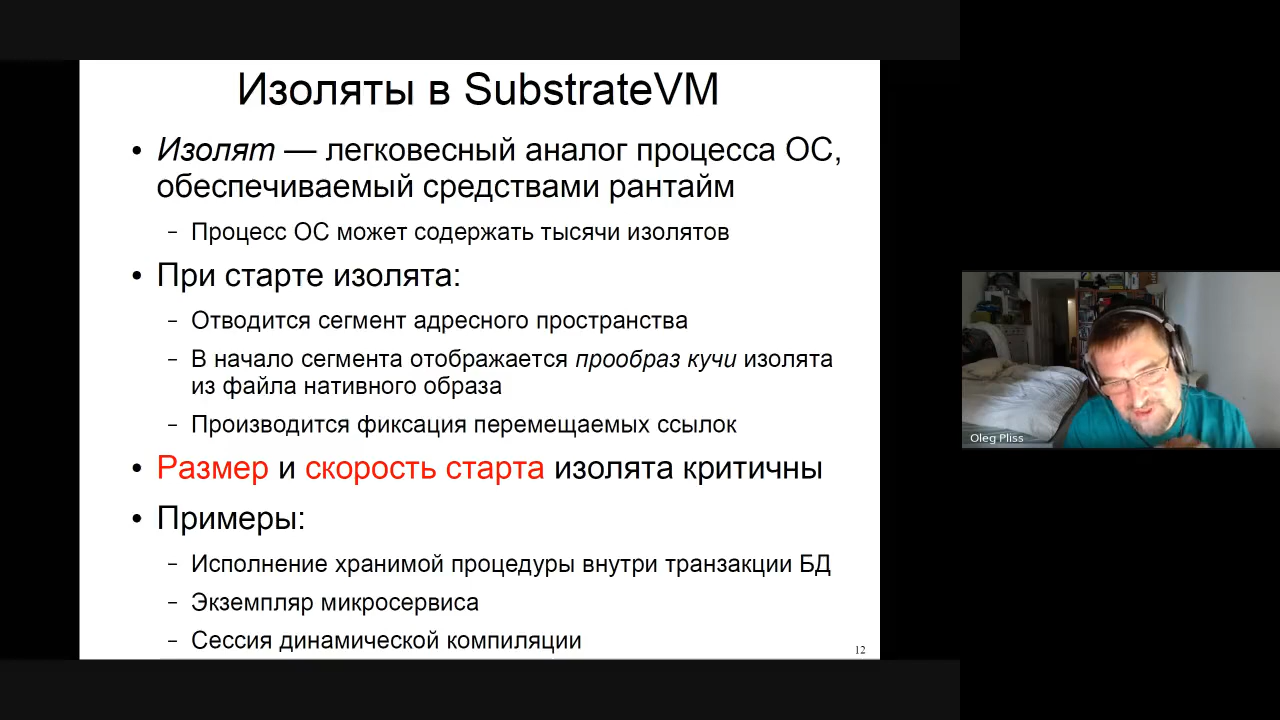 Изоляты в SubstrateVM
• Изолят — легковесный аналог процесса ОС,
обеспечиваемый средствами рантайм
– Процесс ОС может содержать тысячи изолятов
• При старте изолята:
– Отводится сегмент адресного пространства
– В начало сегмента отображается прообраз кучи изолята
из файла нативного образа
– Производится фиксация перемещаемых ссылок
• Размер и скорость старта изолята критичны
• Примеры:
– Исполнение хранимой процедуры внутри транзакции БД
– Экземпляр микросервиса
– Сессия динамической компиляции
12
Oleg Pliss